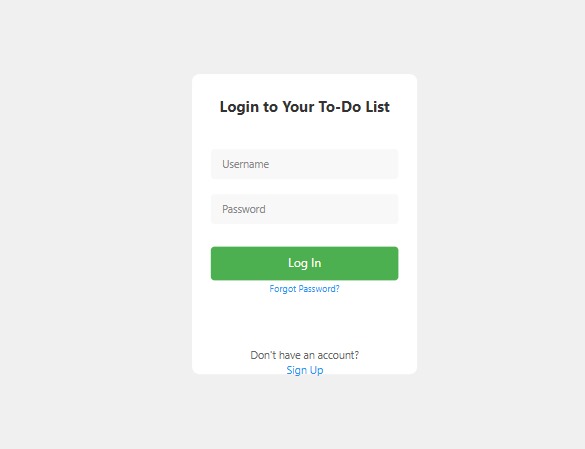 Login to Your To-Do List
Username
Password
Log In
Forgot Password?
Don't have an account?
Sign Up